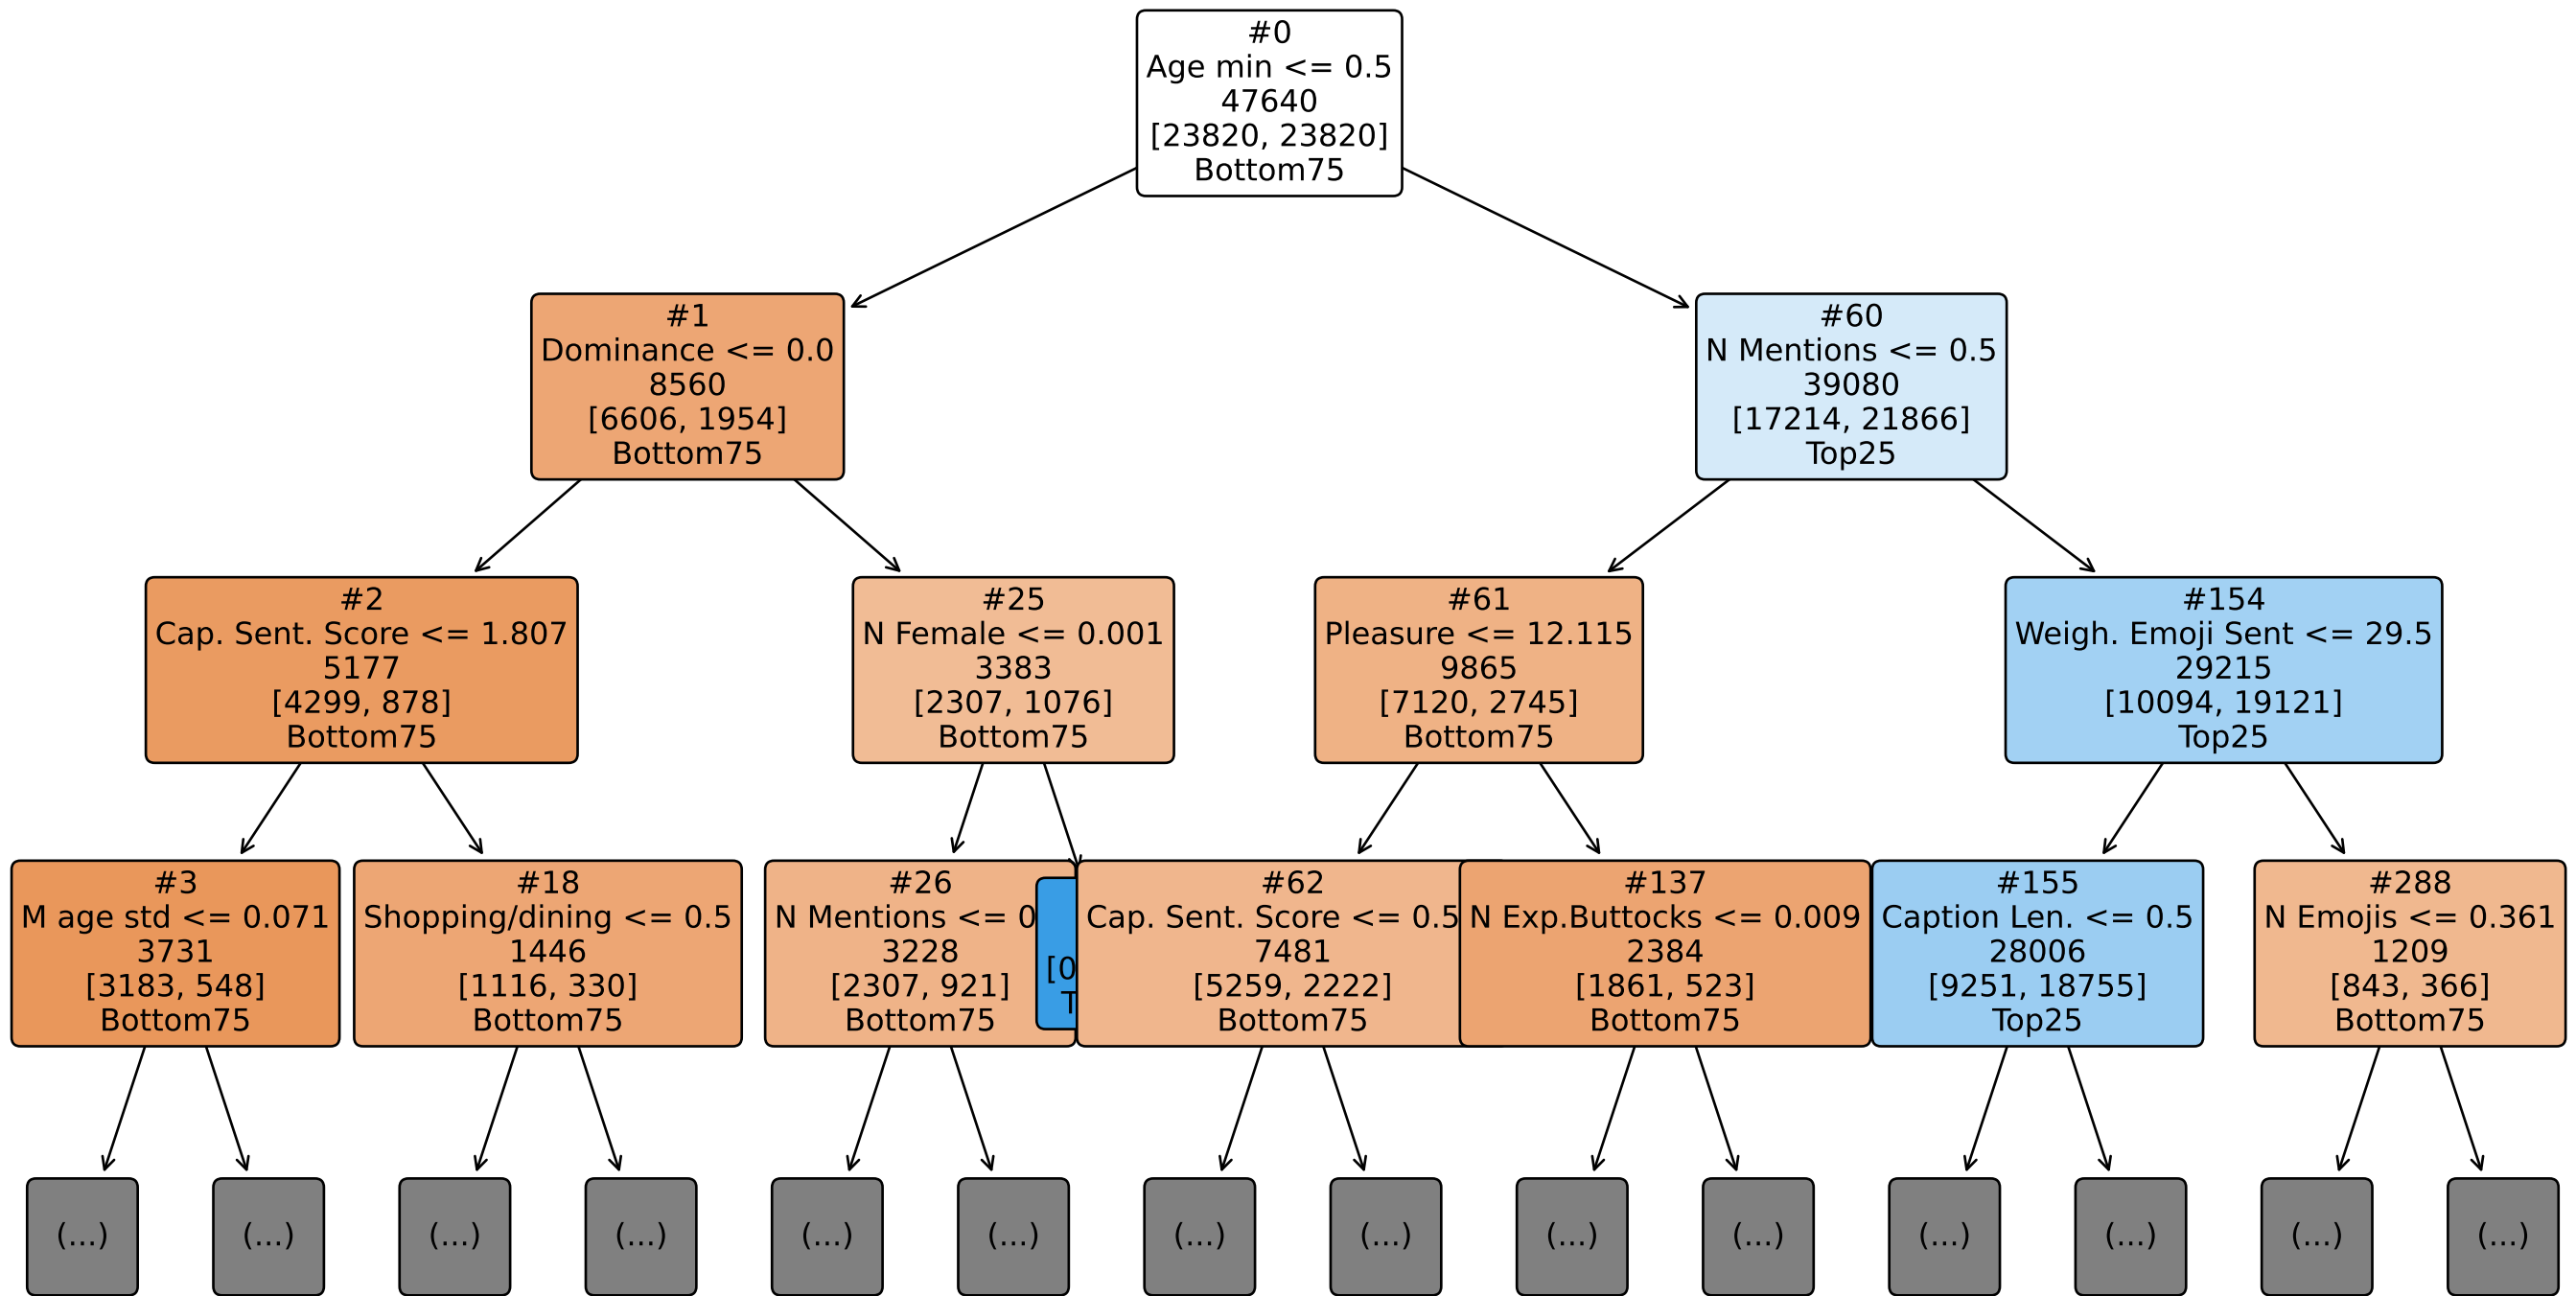 #0
Age min <= 0.5
47640
[23820, 23820]
Bottom75
#1
Dominance <= 0.0
8560
[6606, 1954]
Bottom75
#60
N Mentions <= 0.5
39080
[17214, 21866]
Top25
#2
Cap. Sent. Score <= 1.807
5177
[4299, 878]
Bottom75
#25
N Female <= 0.001
3383
[2307, 1076]
Bottom75
#61
Pleasure <= 12.115
9865
[7120, 2745]
Bottom75
#154
Weigh. Emoji Sent <= 29.5
29215
[10094, 19121]
Top25
#3
M age std <= 0.071
3731
[3183, 548]
Bottom75
#18
Shopping/dining <= 0.5
1446
[1116, 330]
Bottom75
#26
N Mentions <= 0
3228
[2307, 921]
Bottom75
[0
T
#62
Cap. Sent. Score <= 0.5
7481
[5259, 2222]
Bottom75
#137
N Exp.Buttocks <= 0.009
2384
[1861, 523]
Bottom75
#155
Caption Len. <= 0.5
28006
[9251, 18755]
Top25
#288
N Emojis <= 0.361
1209
[843, 366]
Bottom75
(...)
(...)
(...)
(...)
(...)
(...)
(...)
(...)
(...)
(...)
(...)
(...)
(...)
(...)